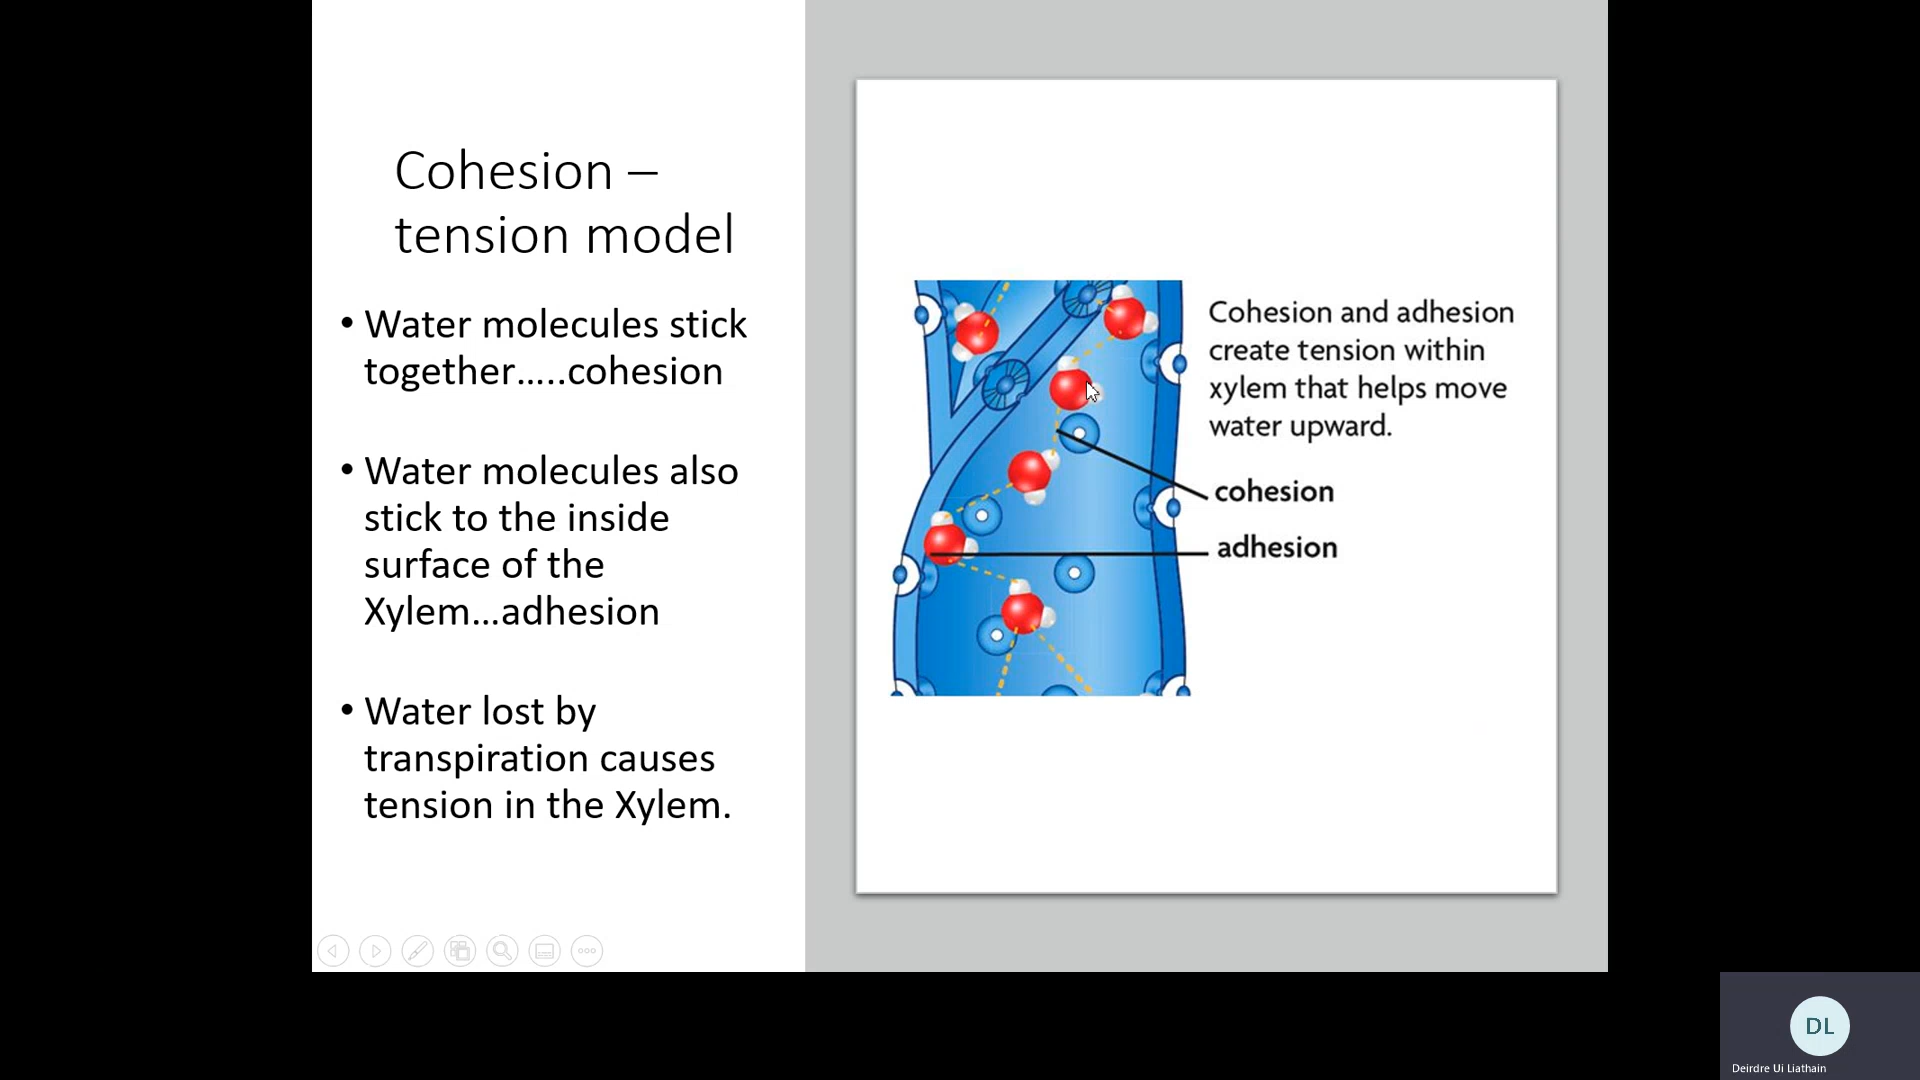 Cohesion –
tension model
• Water molecules stick
together…..cohesion
• Water molecules also
stick to the inside
surface of the
Xylem…adhesion
• Water lost by
transpiration causes
tension in the Xylem.
Cohesion and adhesion
create tension within
xylem that helps move
water upward.
cohesion
adhesion
DL
Deirdre Ui Liathain